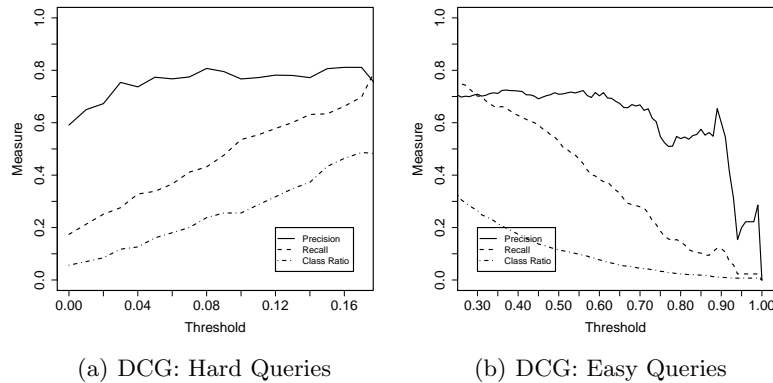 1.0
0.8
0.6
0.4
0.2
0.0
Measure
Precision
Recall
Class Ratio
0.00 0.04 0.08 0.12 0.16
Threshold
(a) DCG: Hard Queries
1.0
0.8
0.6
0.4
0.2
0.0
Measure
Precision
Recall
Class Ratio
0.30 0.40 0.50 0.60 0.70 0.80 0.90 1.00
Threshold
(b) DCG: Easy Queries